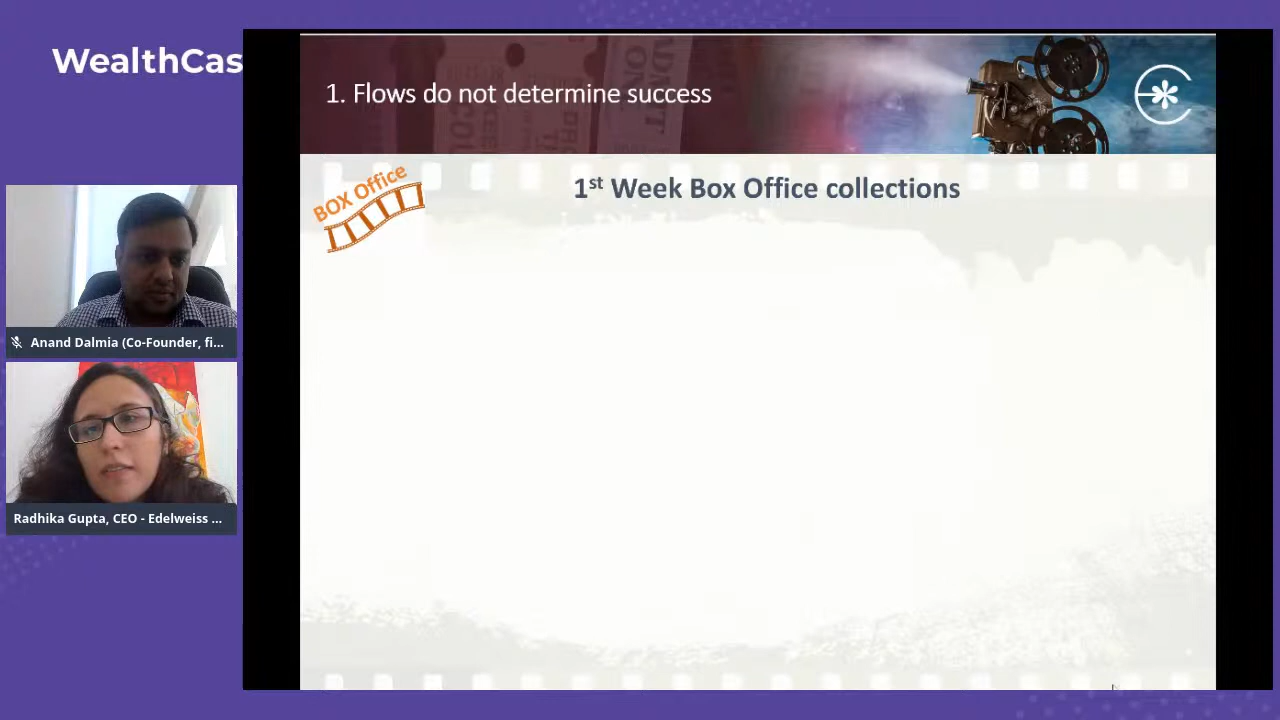 WealthCas
1. Flows do not determine success
BOX Office
1st Week Box Office collections
Anand Dalmia (Co-Founder, fi...
Radhika Gupta, CEO - Edelweiss ...